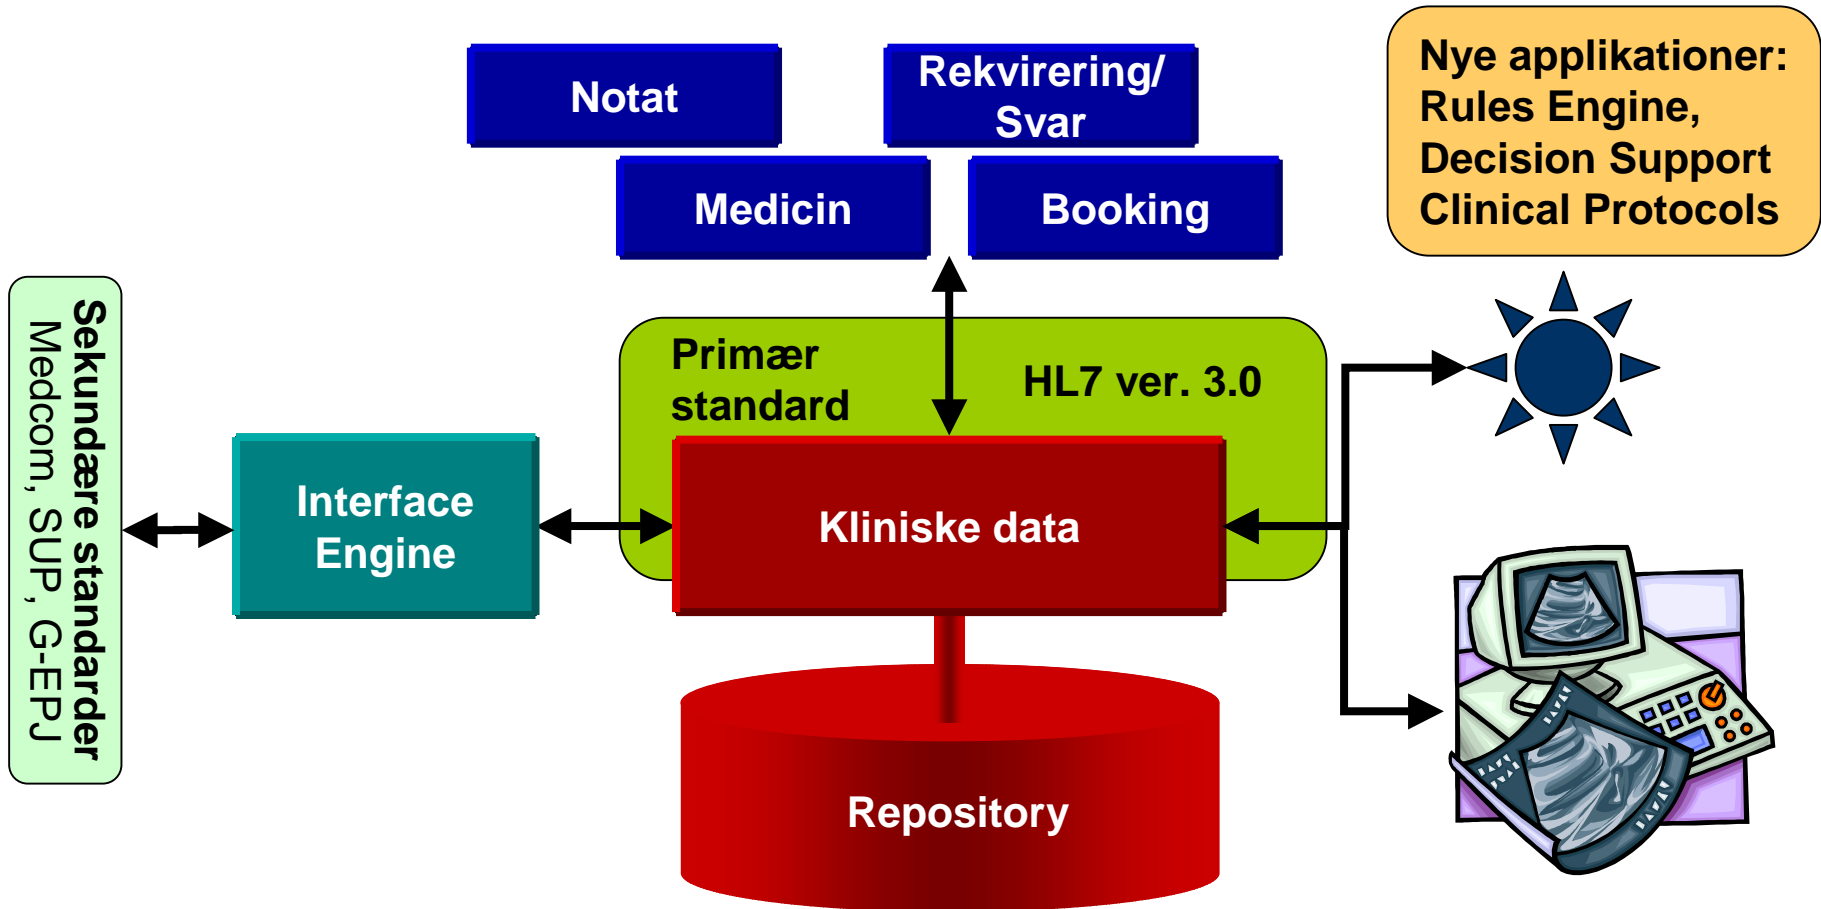 Notat
Rekvirering/
Svar
Medicin
Booking
Nye applikationer:
Rules Engine,
Decision Support
Clinical Protocols
Sekundære standarder
Medcom, SUP, G-EPJ
Primær
standard
HL7 ver. 3.0
Interface
Engine
Kliniske data
Repository